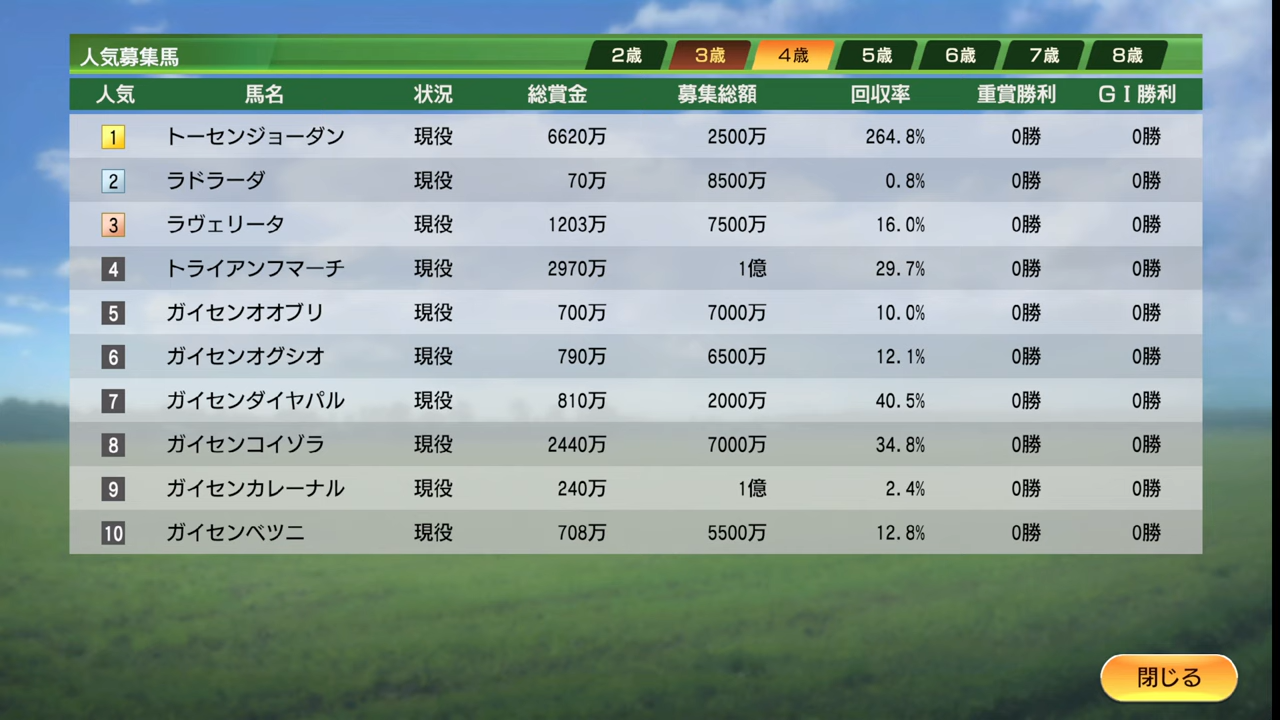 人気募集馬 2歳 3歳 4歳 5歳 6歳 7歳 8歳
人気 馬名 状況 総賞金 募集総額 回収率 重賞勝利 GⅠ勝利
1 トーセンジョーダン 現役 6620万 2500万 264.8% 0勝 0勝
2 ラドラーダ 現役 70万 8500万 0.8% 0勝 0勝
3 ラヴェリータ 現役 1203万 7500万 16.0% 0勝 0勝
4 トライアンフマーチ 現役 2970万 1億 29.7% 0勝 0勝
5 ガイセンオオブリ 現役 700万 7000万 10.0% 0勝 0勝
6 ガイセンオグシオ 現役 790万 6500万 12.1% 0勝 0勝
7 ガイセンダイヤパル 現役 810万 2000万 40.5% 0勝 0勝
8 ガイセンコイゾラ 現役 2440万 7000万 34.8% 0勝 0勝
9 ガイセンカレーナル 現役 240万 1億 2.4% 0勝 0勝
10 ガイセンベツニ 現役 708万 5500万 12.8% 0勝 0勝
閉じる